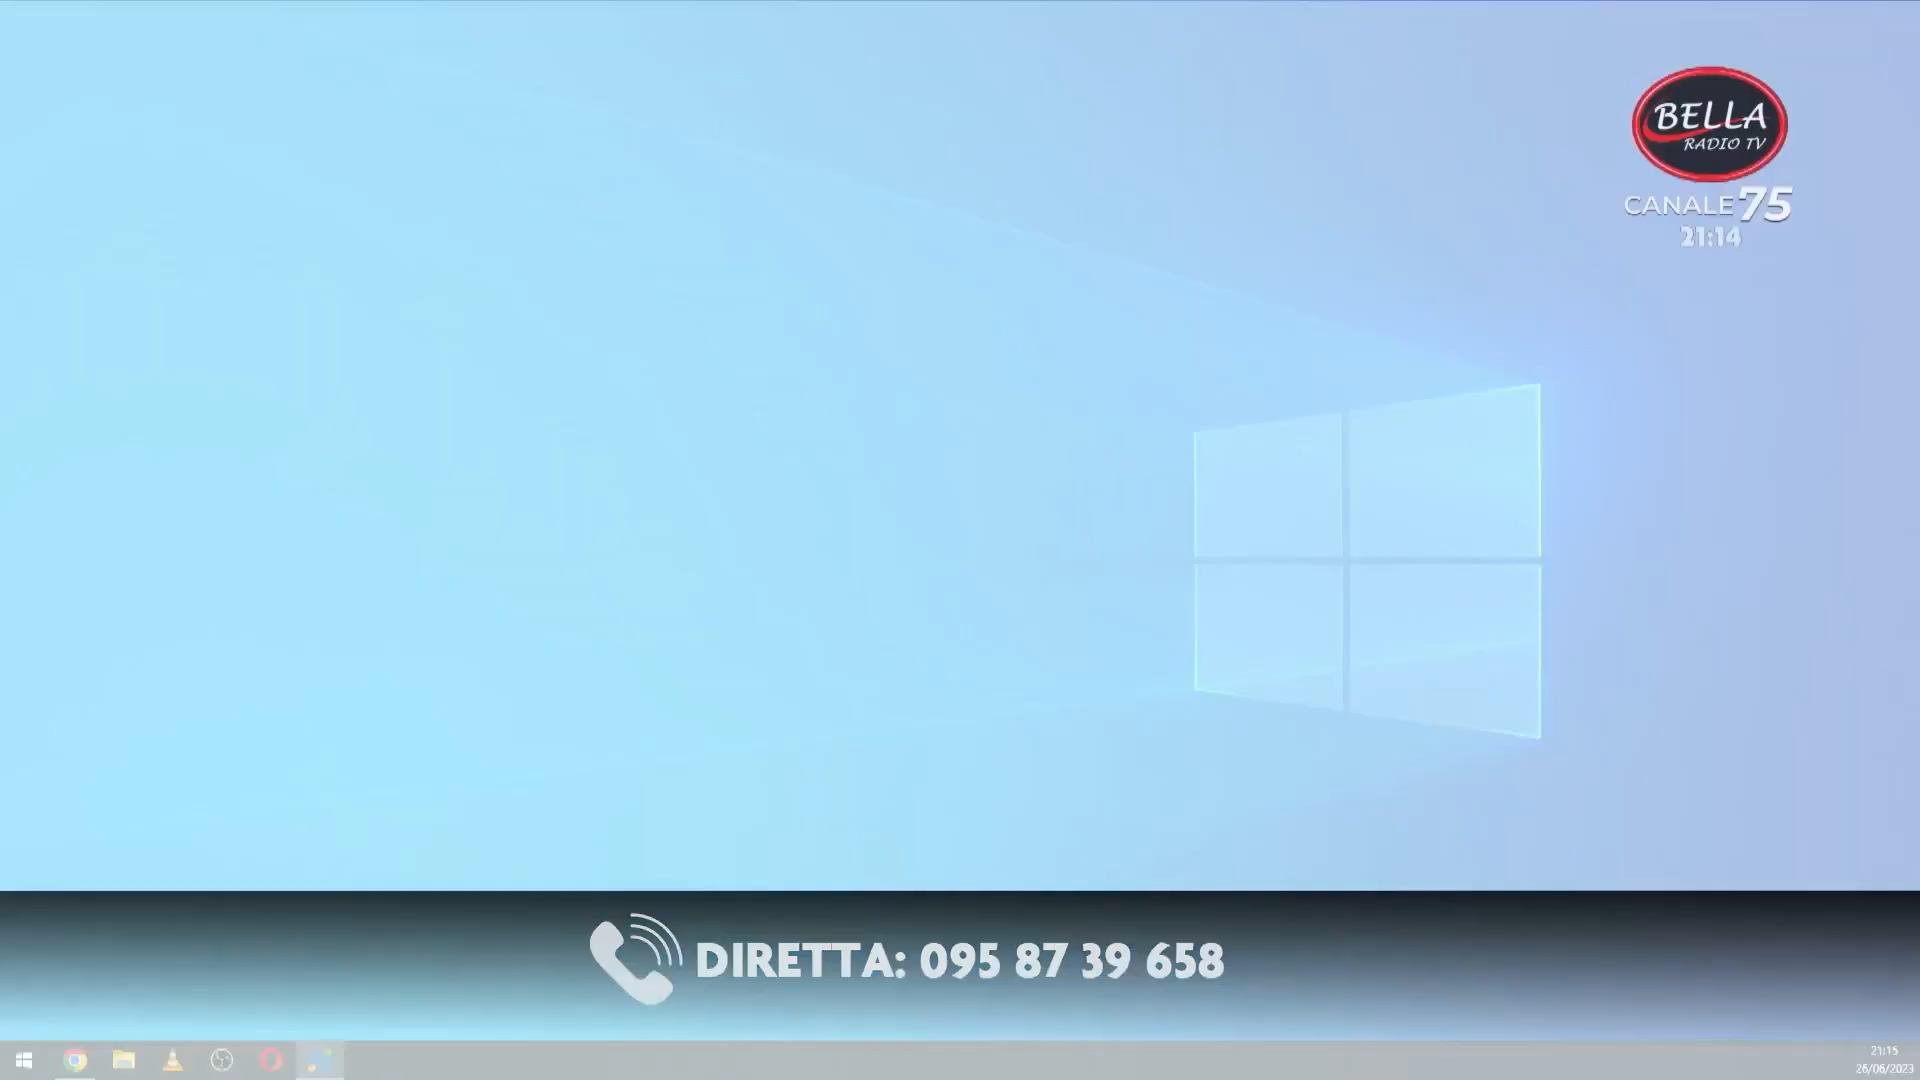 BELLA
RADIO TV
CANALE 75
21:14
DIRETTA: 095 87 39 658
21:15
26/06/2023